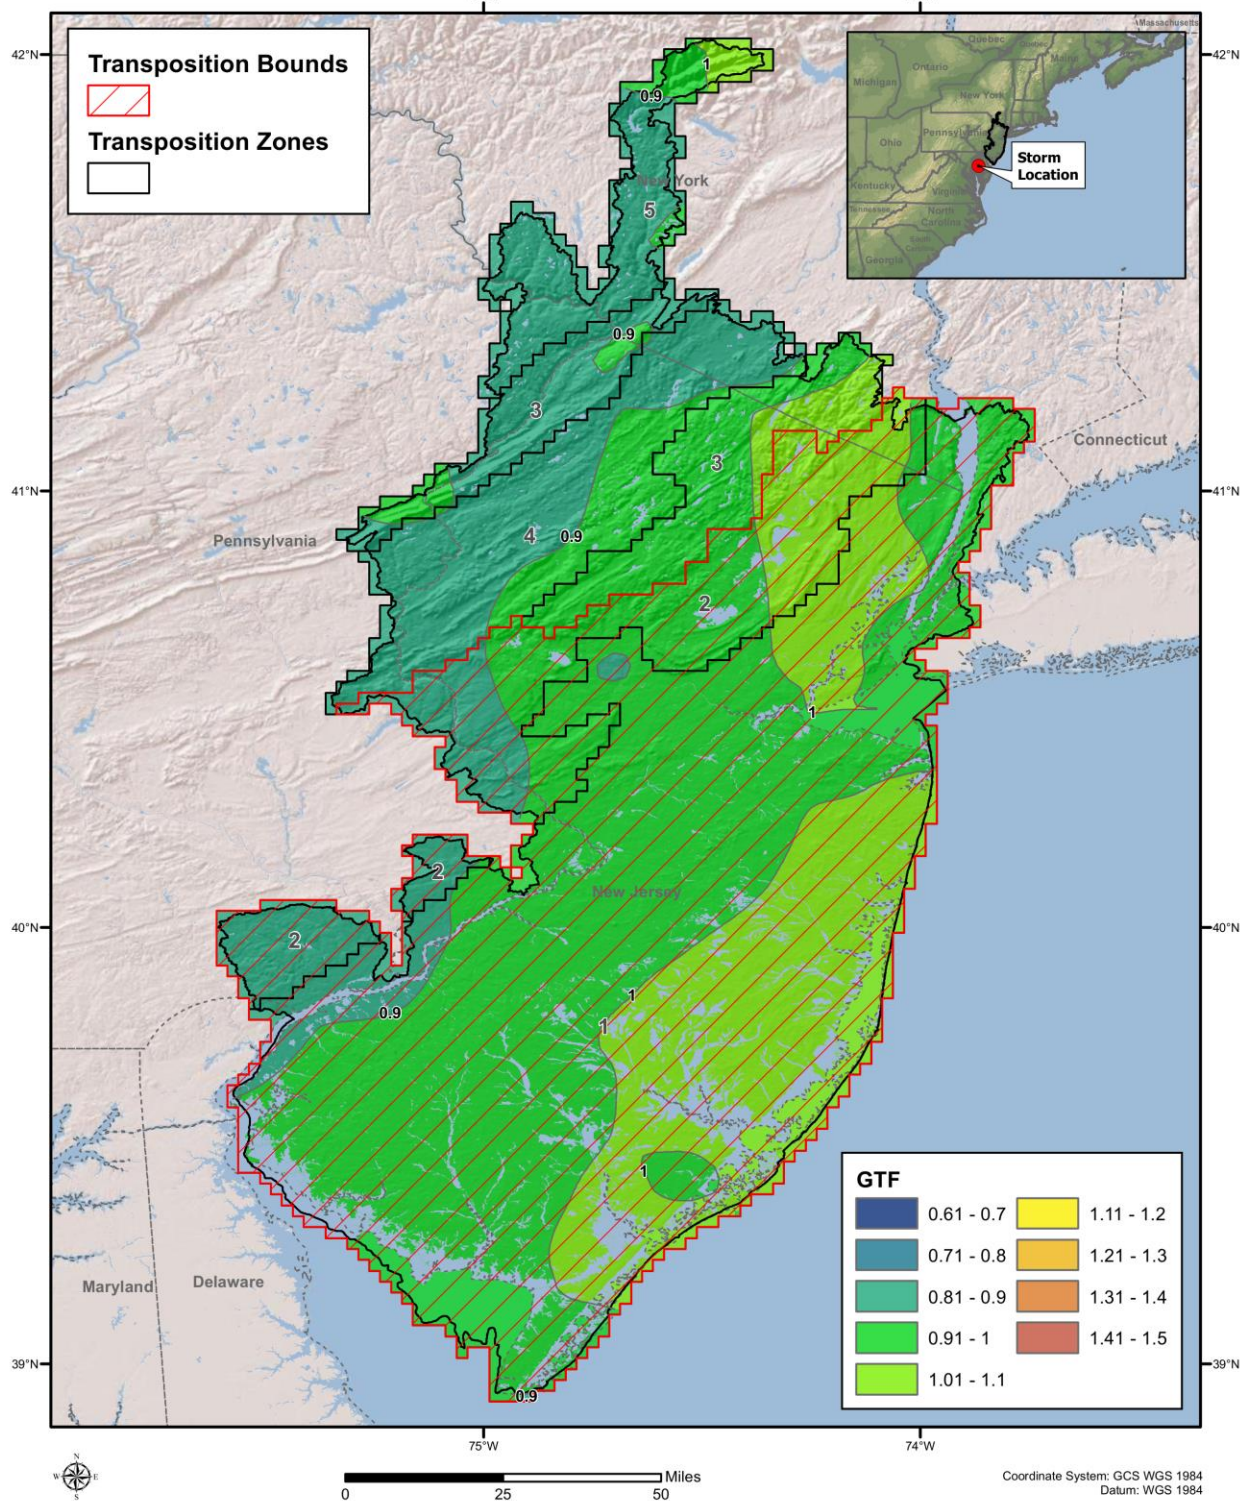 42°N
42°N
Transposition Bounds
Transposition Zones
Massachusetts
Quebec
Maine
Ontario
Michigan
New York
Pennsylvania
Ohio
Storm
Location
Kentucky
Virginia
Tennessee
North
Carolina
South
Carolina
Georgia
1
0.9
New York
5
0.9
3
Connecticut
3
41°N
41°N
Pennsylvania
4
0.9
2
1
2
New Jersey
40°N
40°N
2
1
0.9
1
1
GTF
0.61 - 0.7
1.11 - 1.2
0.71 - 0.8
1.21 - 1.3
0.81 - 0.9
1.31 - 1.4
0.91 - 1
1.41 - 1.5
1.01 - 1.1
Maryland
Delaware
39°N
39°N
0.9
75°W
74°W
N
W
E
S
Miles
0
25
50
Coordinate System: GCS WGS 1984
Datum: WGS 1984